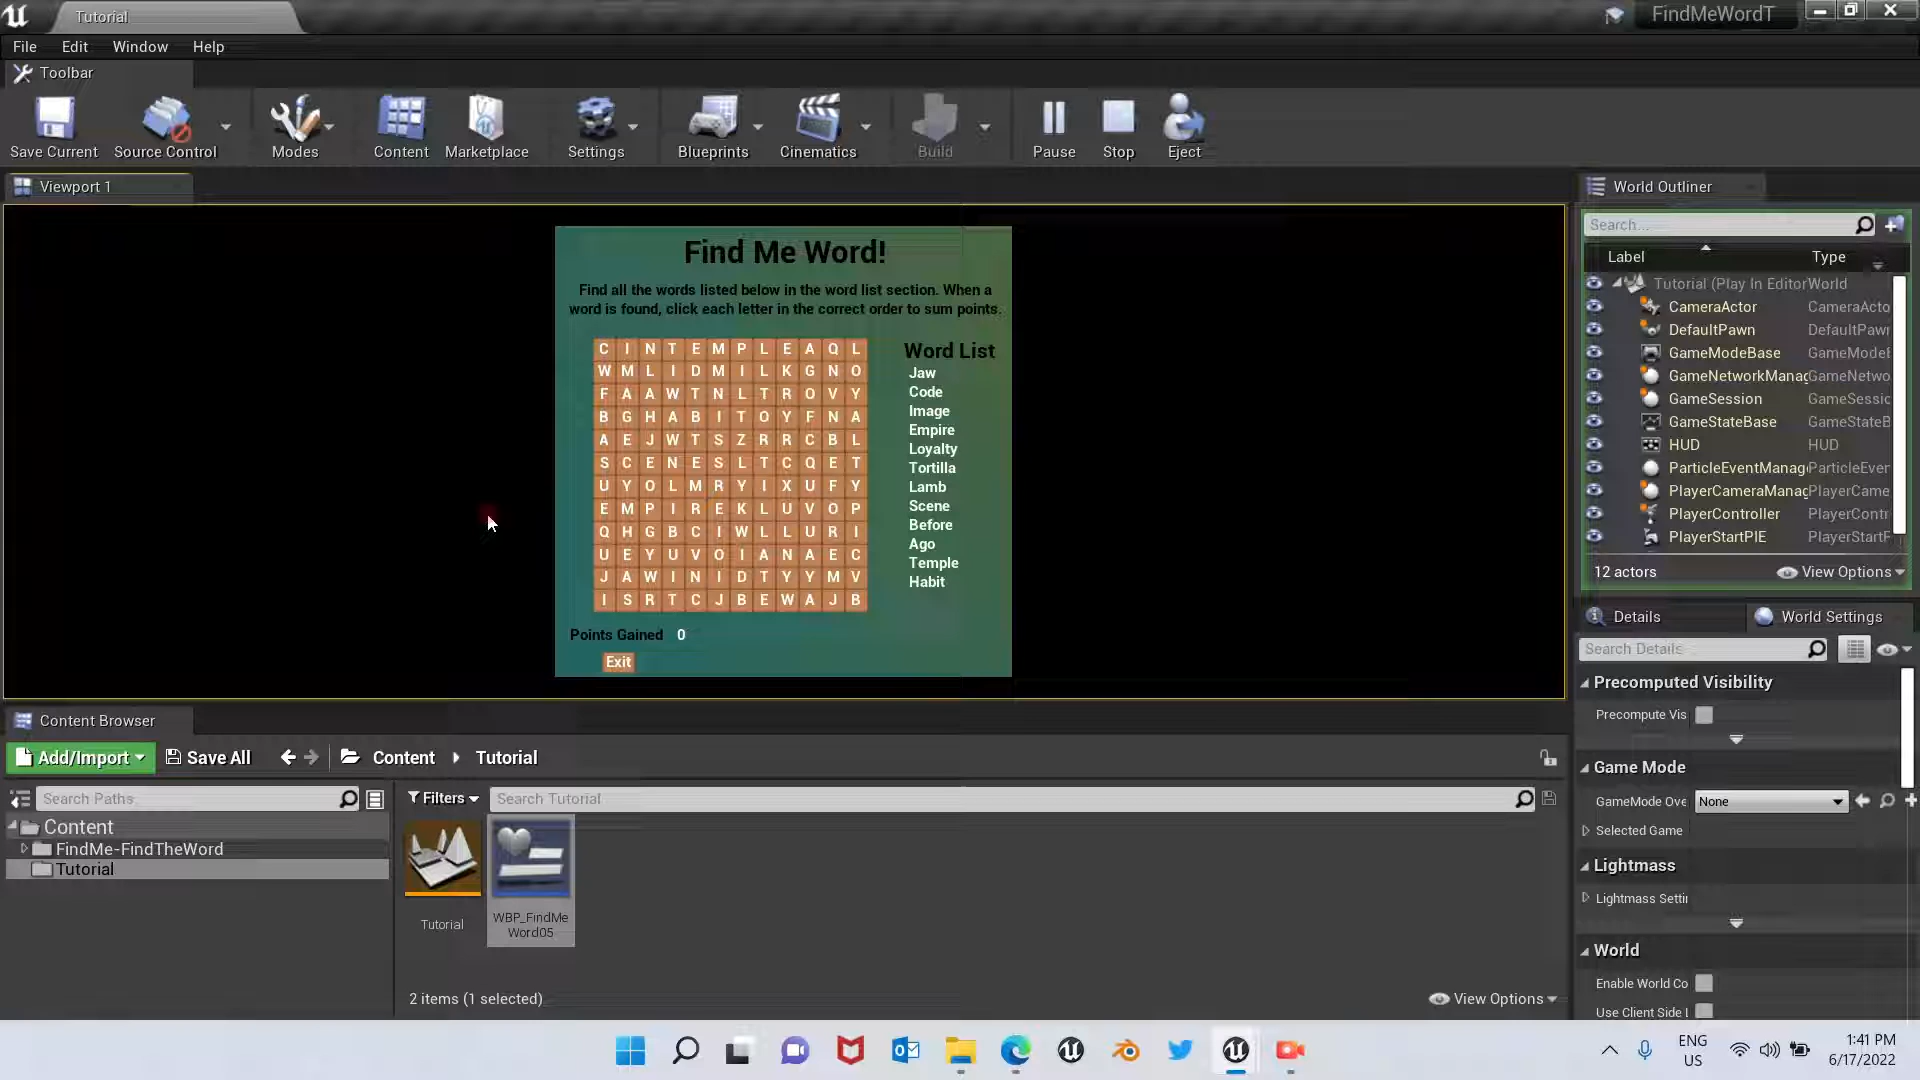 Tutorial
FindMeWordT
File Edit Window Help
Toolbar
Save Current Source Control Modes Content Marketplace Settings Blueprints Cinematics Build Pause Stop Eject
Viewport 1
World Outliner
Search...
Label Type
Tutorial (Play In Editor World
CameraActor CameraActo
DefaultPawn DefaultPawn
GameModeBase GameModeE
GameNetworkManag GameNetwo
GameSession GameSessic
GameStateBase GameStateB
HUD HUD
ParticleEventManag ParticleEver
PlayerCameraManag PlayerCame
PlayerController PlayerContr
PlayerStartPIE PlayerStartF
12 actors View Options
Find Me Word!
Find all the words listed below in the word list section. When a
word is found, click each letter in the correct order to sum points.
C I N T E M P L E A Q L
W M L I D M I L K G N O
F A A W T N L T R O V Y
B G H A B I T O Y F N A
A E J W T S Z R R C B L
S C E N E S L T C Q E T
U Y O L M R Y I X U F Y
E M P I R E K L U V O P
Q H G B C I W L L U R I
U E Y U V O I A N A E C
J A W I N I D T Y Y M V
I S R T C J B E W A J B
Word List
Jaw
Code
Image
Empire
Loyalty
Tortilla
Lamb
Scene
Before
Ago
Temple
Habit
Points Gained 0
Exit
Details World Settings
Search Details
Precomputed Visibility
Precompute Vis
Game Mode
GameMode Ove None
Selected Game
Lightmass
Lightmass Settin
World
Enable World Co
Use Client Side L
Content Browser
Add/Import Save All Content Tutorial
Search Paths
Filters Search Tutorial
Content
FindMe-FindTheWord
Tutorial
Tutorial
WBP_FindMe
Word05
2 items (1 selected) View Options
ENG
US
1:41 PM
6/17/2022